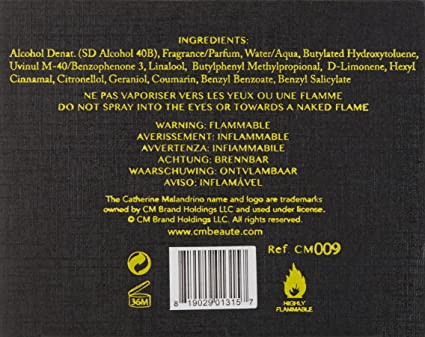 INGREDIENTS:
Alcohol Denat. (SD Alcohol 40B), Fragrance/Parfum, Water/Aqua, Butylated Hydroxytoluene,
Uvinul M-40/Benzophenone 3, Linalool, Butylphenyl Methylpropional, D-Limonene, Hexyl
Cinnamal, Citronellol, Geraniol, Coumarin, Benzyl Benzoate, Benzyl Salicylate
NE PAS VAPORISER VERS LES YEUX OU UNE FLAMME
DO NOT SPRAY INTO THE EYES OR TOWARDS A NAKED FLAME
WARNING: FLAMMABLE
AVERISSEMENT: INFLAMMABLE
AVVERTENZA: INFIAMMABILE
ACHTUNG: BRENNBAR
WAARSCHUWING: ONTVLAMBAAR
AVISO: INFLAMÁVEL
The Catherine Malandrino name and logo are trademarks
owned by CM Brand Holdings LLC and used under license.
© CM Brand Holdings LLC. All rights reserved.
www.cmbeaute.com
Ref CM009
36M
8 19029 01315 7
HIGHLY
FLAMMABLE